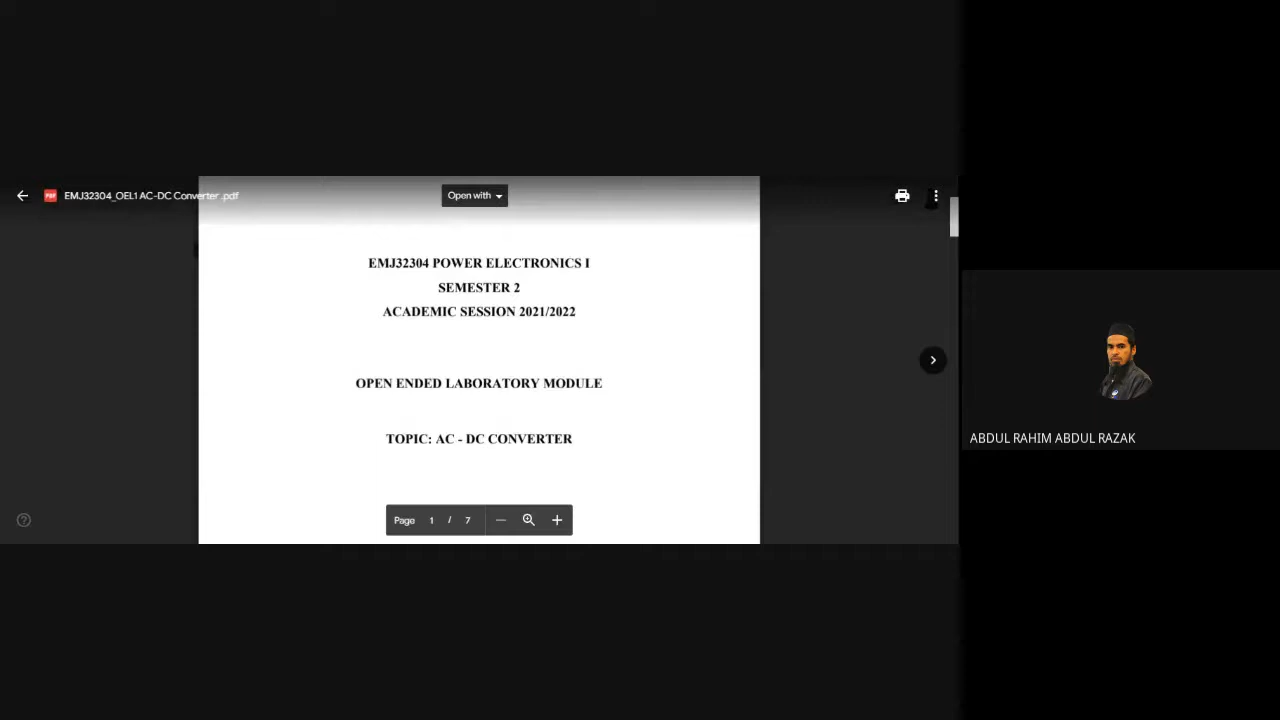 EMJ32304_OEL1 AC-DC Converter .pdf
Open with
EMJ32304 POWER ELECTRONICS I
SEMESTER 2
ACADEMIC SESSION 2021/2022
OPEN ENDED LABORATORY MODULE
TOPIC: AC - DC CONVERTER
Page 1 / 7
ABDUL RAHIM ABDUL RAZAK